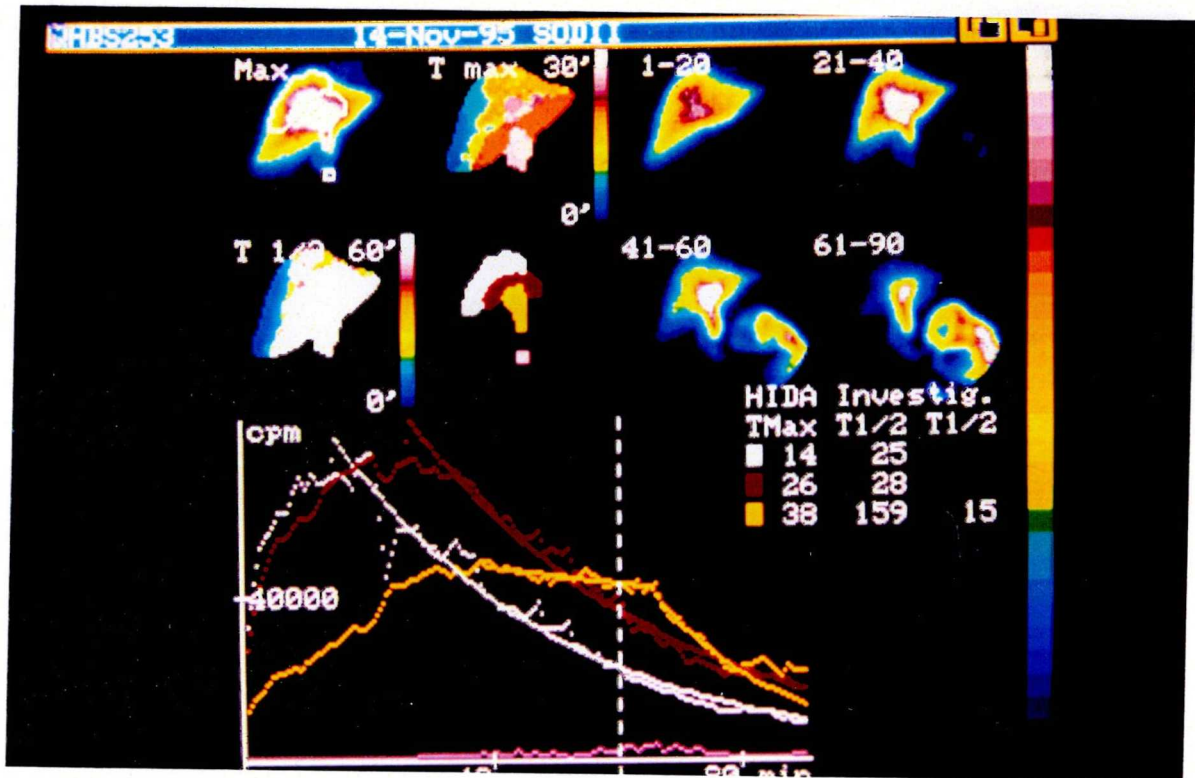 14-Nov-95 SODII
Max T max 30' 1-20 21-40
0'
T 1/2 60' 41-60 61-90
0'
HIDA Investig.
TMax T1/2 T1/2
14 25
26 28
38 159 15
cpm
40000
min